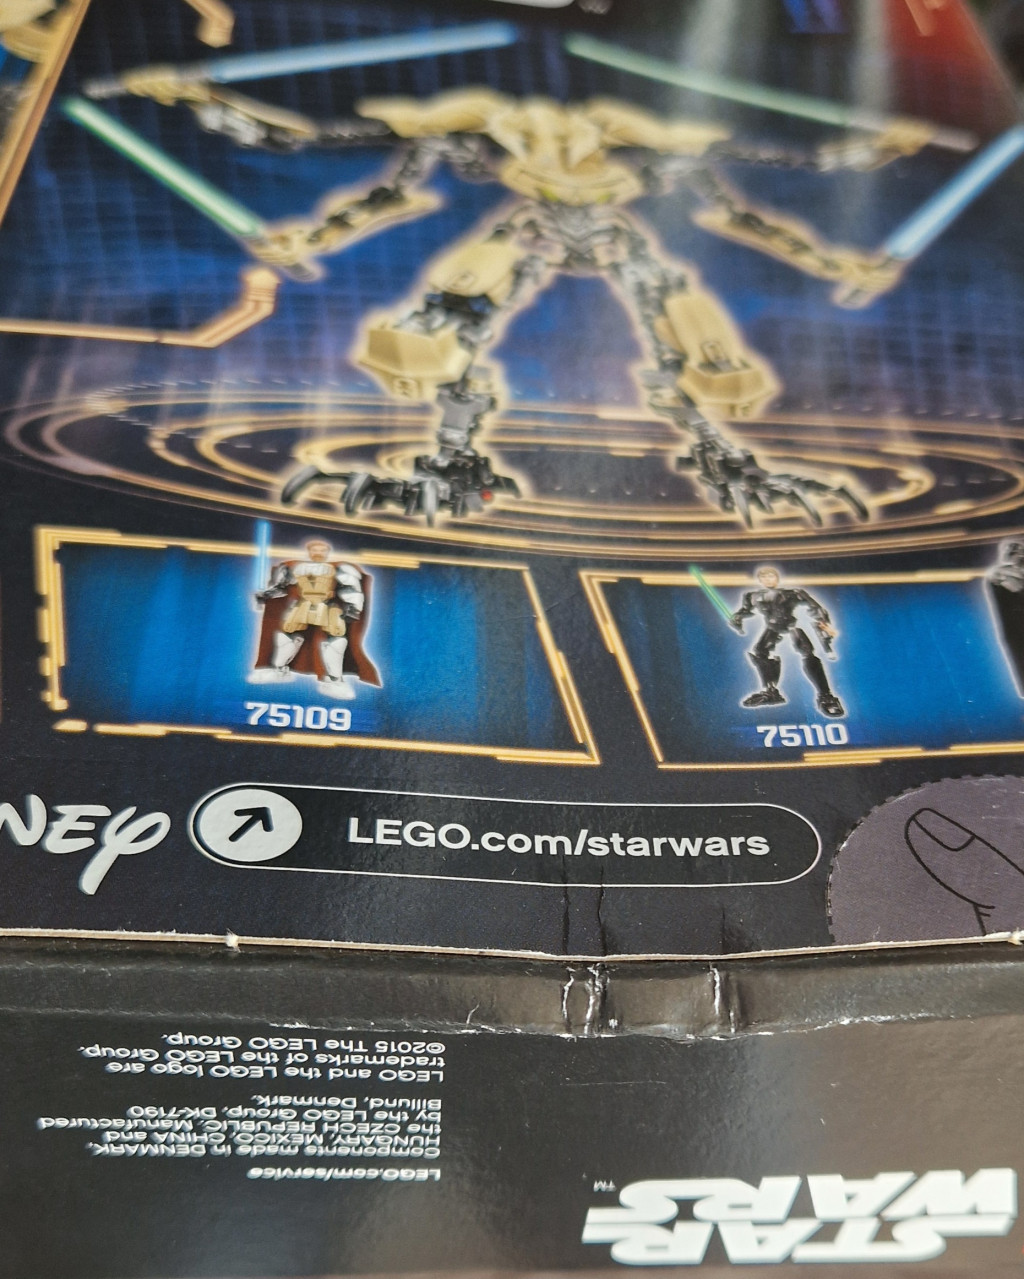 75109
75110
LEGO.com/starwars
LEGO and the LEGO logo are
trademarks of the LEGO Group.
©2015 The LEGO Group.
LEGO.com/service
Components made in DENMARK,
HUNGARY, MEXICO, CHINA and
the CZECH REPUBLIC. Manufactured
by the LEGO Group, DK-7190
Billund, Denmark.
STAR
WARS™